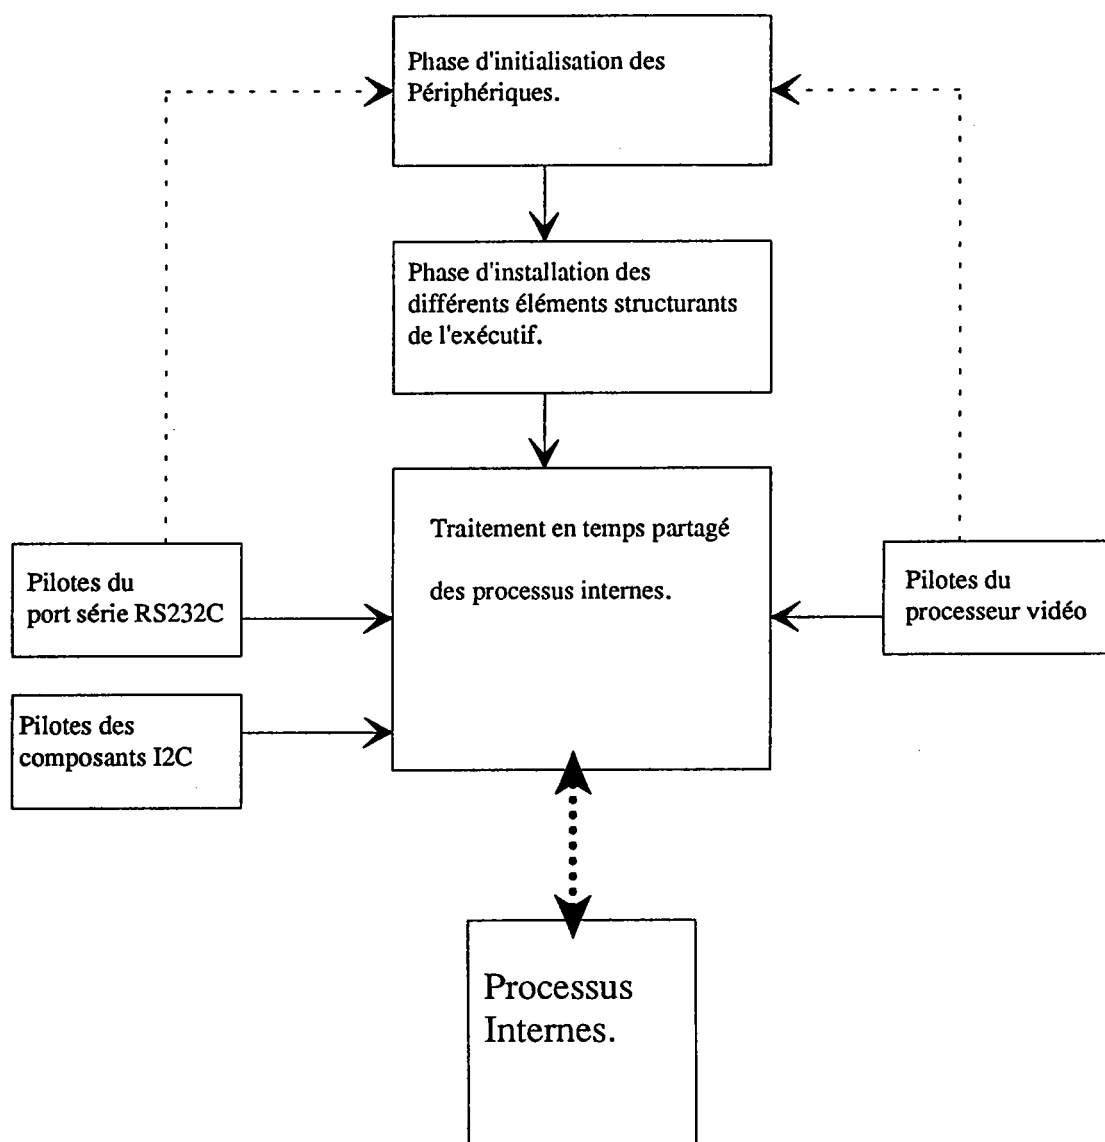 Phase d'initialisation des
Périphériques.
Phase d'installation des
différents éléments structurants
de l'exécutif.
Traitement en temps partagé
des processus internes.
Pilotes du
port série RS232C
Pilotes du
processeur vidéo
Pilotes des
composants I2C
Processus
Internes.